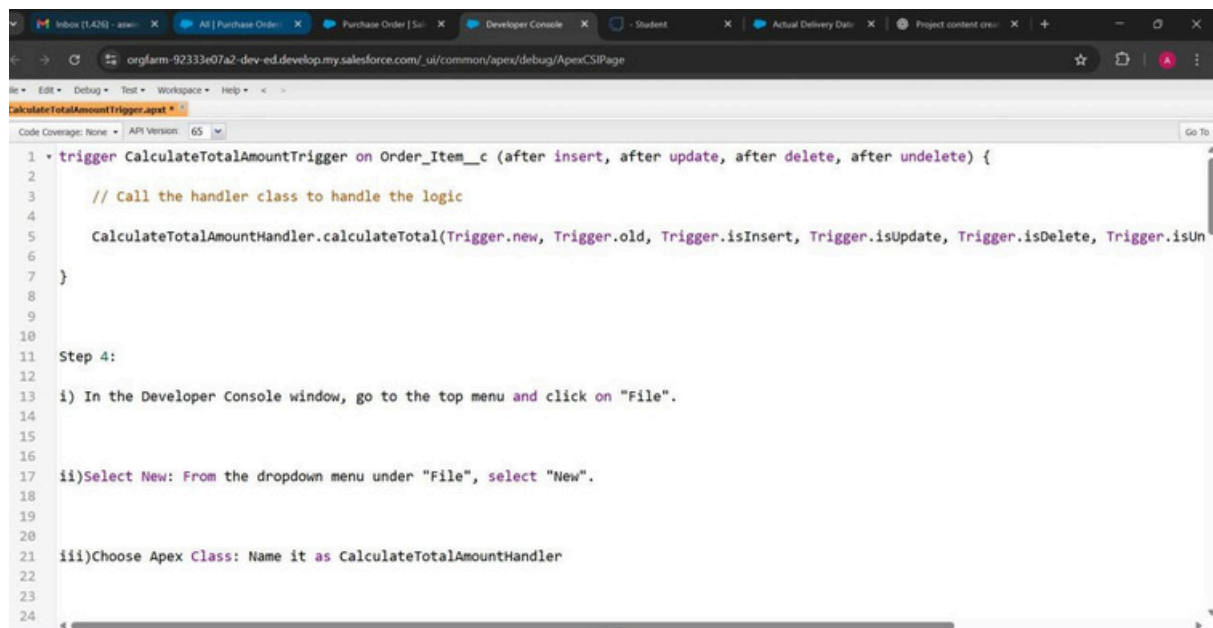 Inbox (1,426) - aswin
All | Purchase Orders
Purchase Order | Sal
Developer Console
- Student
Actual Delivery Date
Project content crea
orgfarm-92333e07a2-dev-ed.develop.my.salesforce.com/_ui/common/apex/debug/ApexCSIPage
A
le Edit Debug Test Workspace Help < >
CalculateTotalAmountTrigger.apxt *
Code Coverage: None API Version: 65 Go To
1 trigger CalculateTotalAmountTrigger on Order_Item__c (after insert, after update, after delete, after undelete) {
2
3 // Call the handler class to handle the logic
4
5 CalculateTotalAmountHandler.calculateTotal(Trigger.new, Trigger.old, Trigger.isInsert, Trigger.isUpdate, Trigger.isDelete, Trigger.isUn
6
7 }
8
9
10
11 Step 4:
12
13 i) In the Developer Console window, go to the top menu and click on "File".
14
15
16
17 ii)Select New: From the dropdown menu under "File", select "New".
18
19
20
21 iii)Choose Apex Class: Name it as CalculateTotalAmountHandler
22
23
24